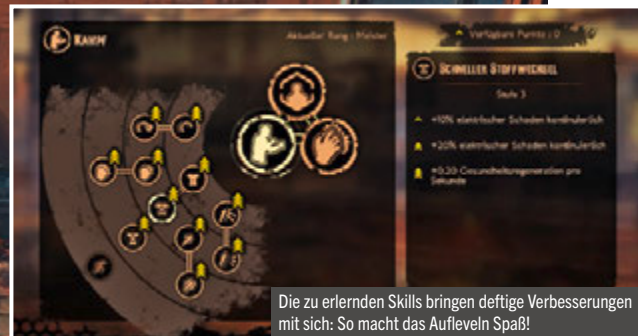 KAMPF
Aktueller Rang : Meister
Verfügbare Punkte : 0
SCHNELLER STOFFWECHSEL
Stufe 3
+10% elektrischer Schaden kontinuierlich
+20% elektrischer Schaden kontinuierlich
+0.20 Gesundheitsregeneration pro
Sekunde
Die zu erlernden Skills bringen deftige Verbesserungen
mit sich: So macht das Aufleveln Spaß!